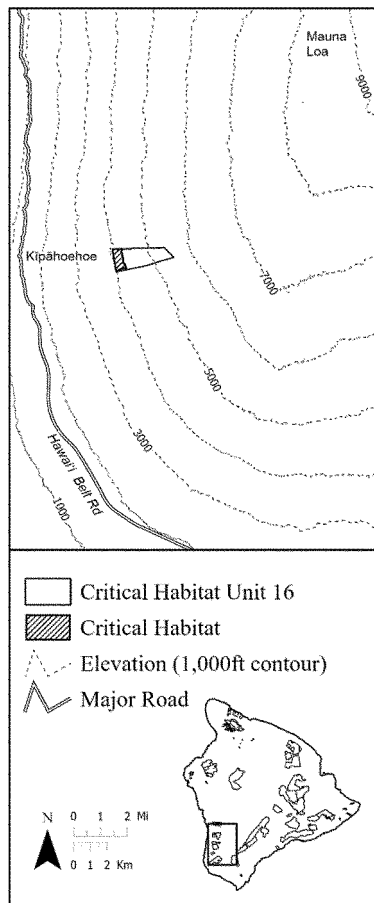 Mauna
Loa
9000
Kīpāhoehoe
7000
5000
3000
Hawai'i Belt Rd
1000
Critical Habitat Unit 16
Critical Habitat
Elevation (1,000ft contour)
Major Road
N 0 1 2 Mi
0 1 2 Km